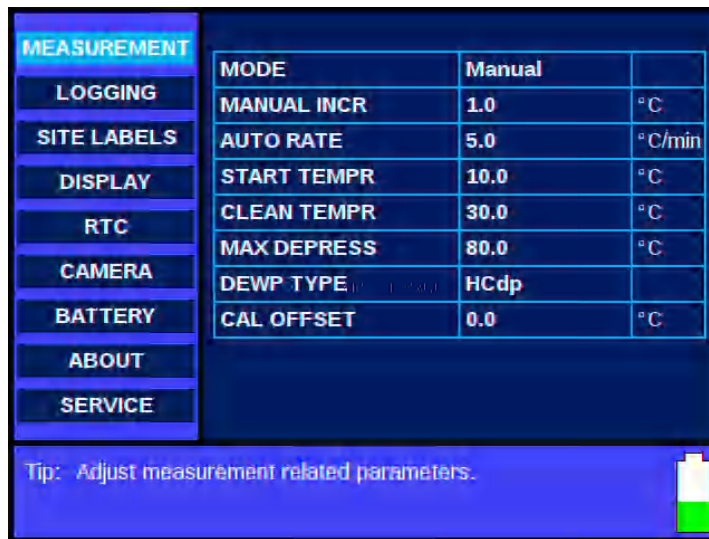 MEASUREMENT
LOGGING
SITE LABELS
DISPLAY
RTC
CAMERA
BATTERY
ABOUT
SERVICE
MODE Manual
MANUAL INCR 1.0 °C
AUTO RATE 5.0 °C/min
START TEMPR 10.0 °C
CLEAN TEMPR 30.0 °C
MAX DEPRESS 80.0 °C
DEWP TYPE HCdp
CAL OFFSET 0.0 °C
Tip: Adjust measurement related parameters.